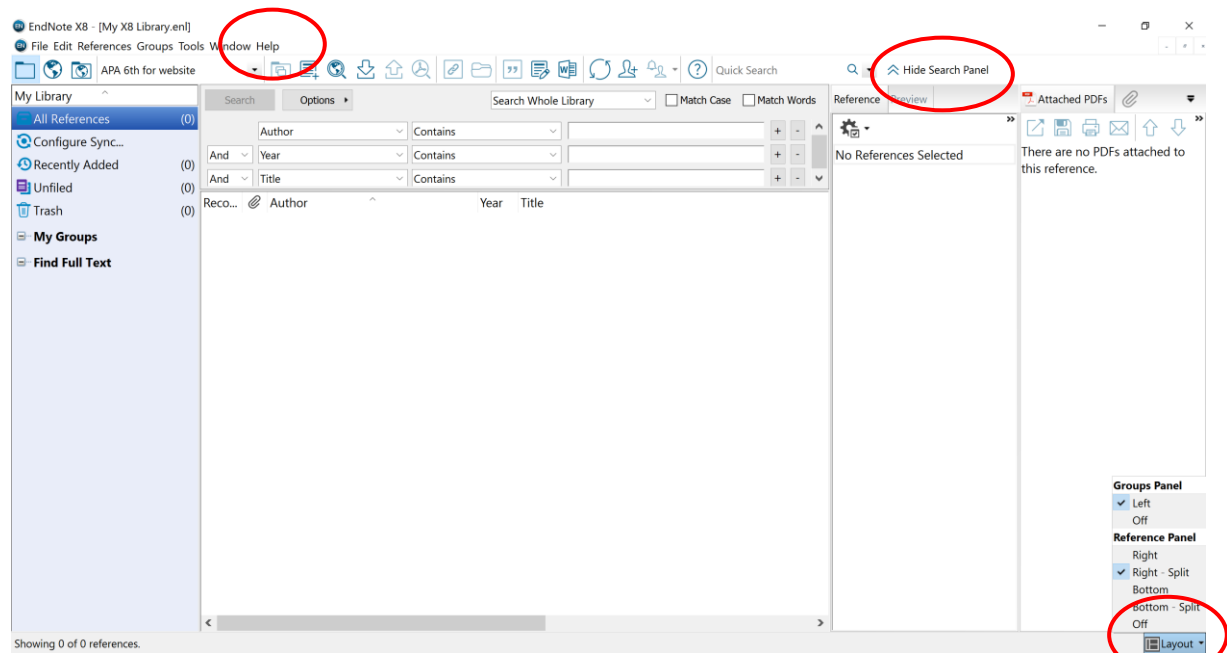 EndNote X8 - [My X8 Library.enl]
File Edit References Groups Tools Window Help
APA 6th for website
Quick Search
Hide Search Panel
My Library
All References (0)
Configure Sync...
Recently Added (0)
Unfiled (0)
Trash (0)
My Groups
Find Full Text
Search Options Search Whole Library Match Case Match Words
Author Contains + -
And Year Contains + -
And Title Contains + -
Reco... Author Year Title
Reference Preview
No References Selected
Attached PDFs
There are no PDFs attached to
this reference.
Groups Panel
Left
Off
Reference Panel
Right
Right - Split
Bottom
Bottom - Split
Off
Layout
Showing 0 of 0 references.